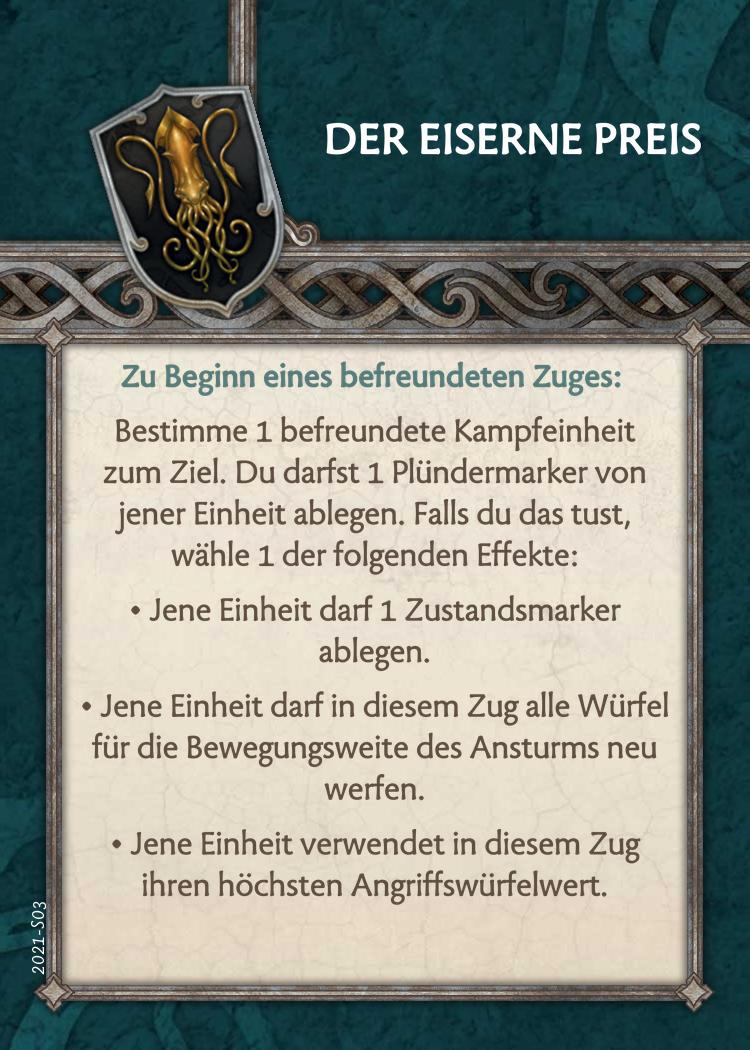 DER EISERNE PREIS
Zu Beginn eines befreundeten Zuges:
Bestimme 1 befreundete Kampfeinheit
zum Ziel. Du darfst 1 Plündermarker von
jener Einheit ablegen. Falls du das tust,
wähle 1 der folgenden Effekte:
• Jene Einheit darf 1 Zustandsmarker
ablegen.
• Jene Einheit darf in diesem Zug alle Würfel
für die Bewegungsweite des Ansturms neu
werfen.
• Jene Einheit verwendet in diesem Zug
ihren höchsten Angriffswürfelwert.
2021-S03